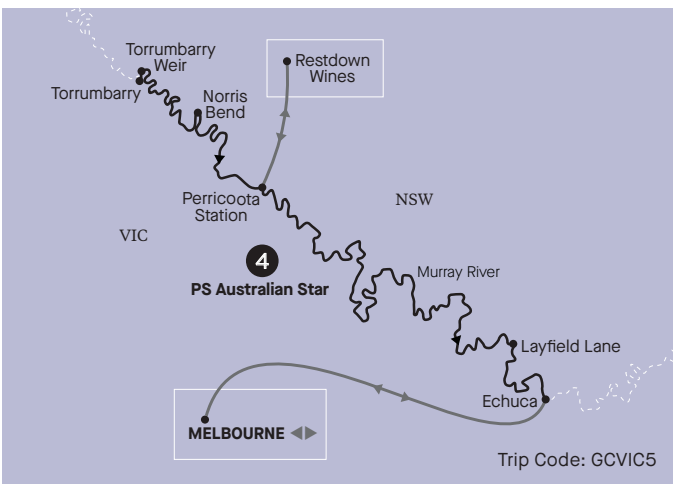 Torrumbarry
Weir
Torrumbarry
Norris
Bend
Restdown
Wines
Perricoota
Station
NSW
VIC
4
PS Australian Star
Murray River
Layfield Lane
Echuca
MELBOURNE
Trip Code: GCVIC5